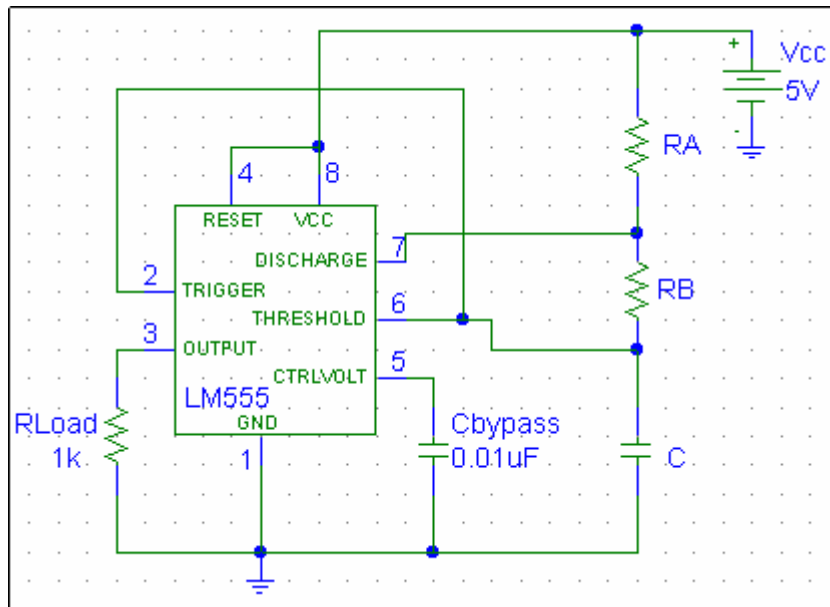 +
Vcc
5V
-
RA
4
8
RESET
VCC
7
DISCHARGE
2
TRIGGER
RB
6
THRESHOLD
3
OUTPUT
5
CTRLVOLT
LM555
GND
RLoad
1k
1
Cbypass
0.01uF
C